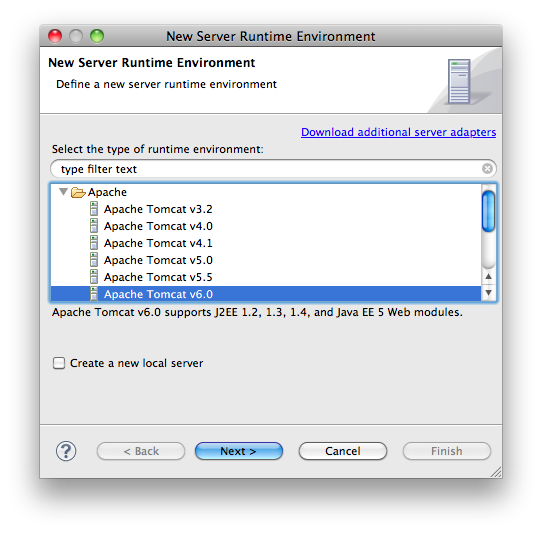 New Server Runtime Environment
New Server Runtime Environment
Define a new server runtime environment
Download additional server adapters
Select the type of runtime environment:
type filter text
Apache
Apache Tomcat v3.2
Apache Tomcat v4.0
Apache Tomcat v4.1
Apache Tomcat v5.0
Apache Tomcat v5.5
Apache Tomcat v6.0
Apache Tomcat v6.0 supports J2EE 1.2, 1.3, 1.4, and Java EE 5 Web modules.
Create a new local server
? < Back Next > Cancel Finish